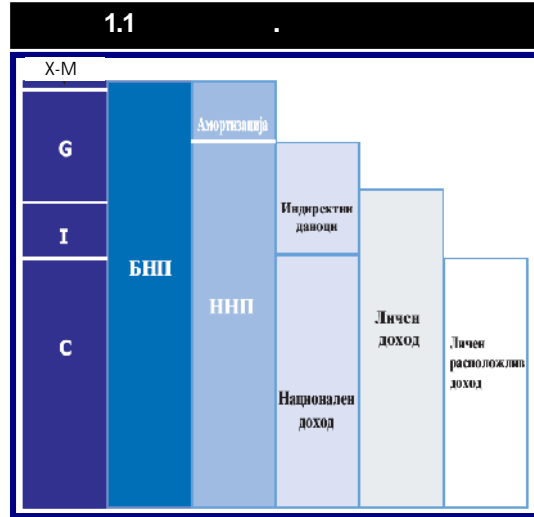 1.1 .
X-M
G
I
C
БНП
Амортизација
ННП
Индиректни
даноци
Национален
доход
Личен
доход
Личен
расположлив
доход